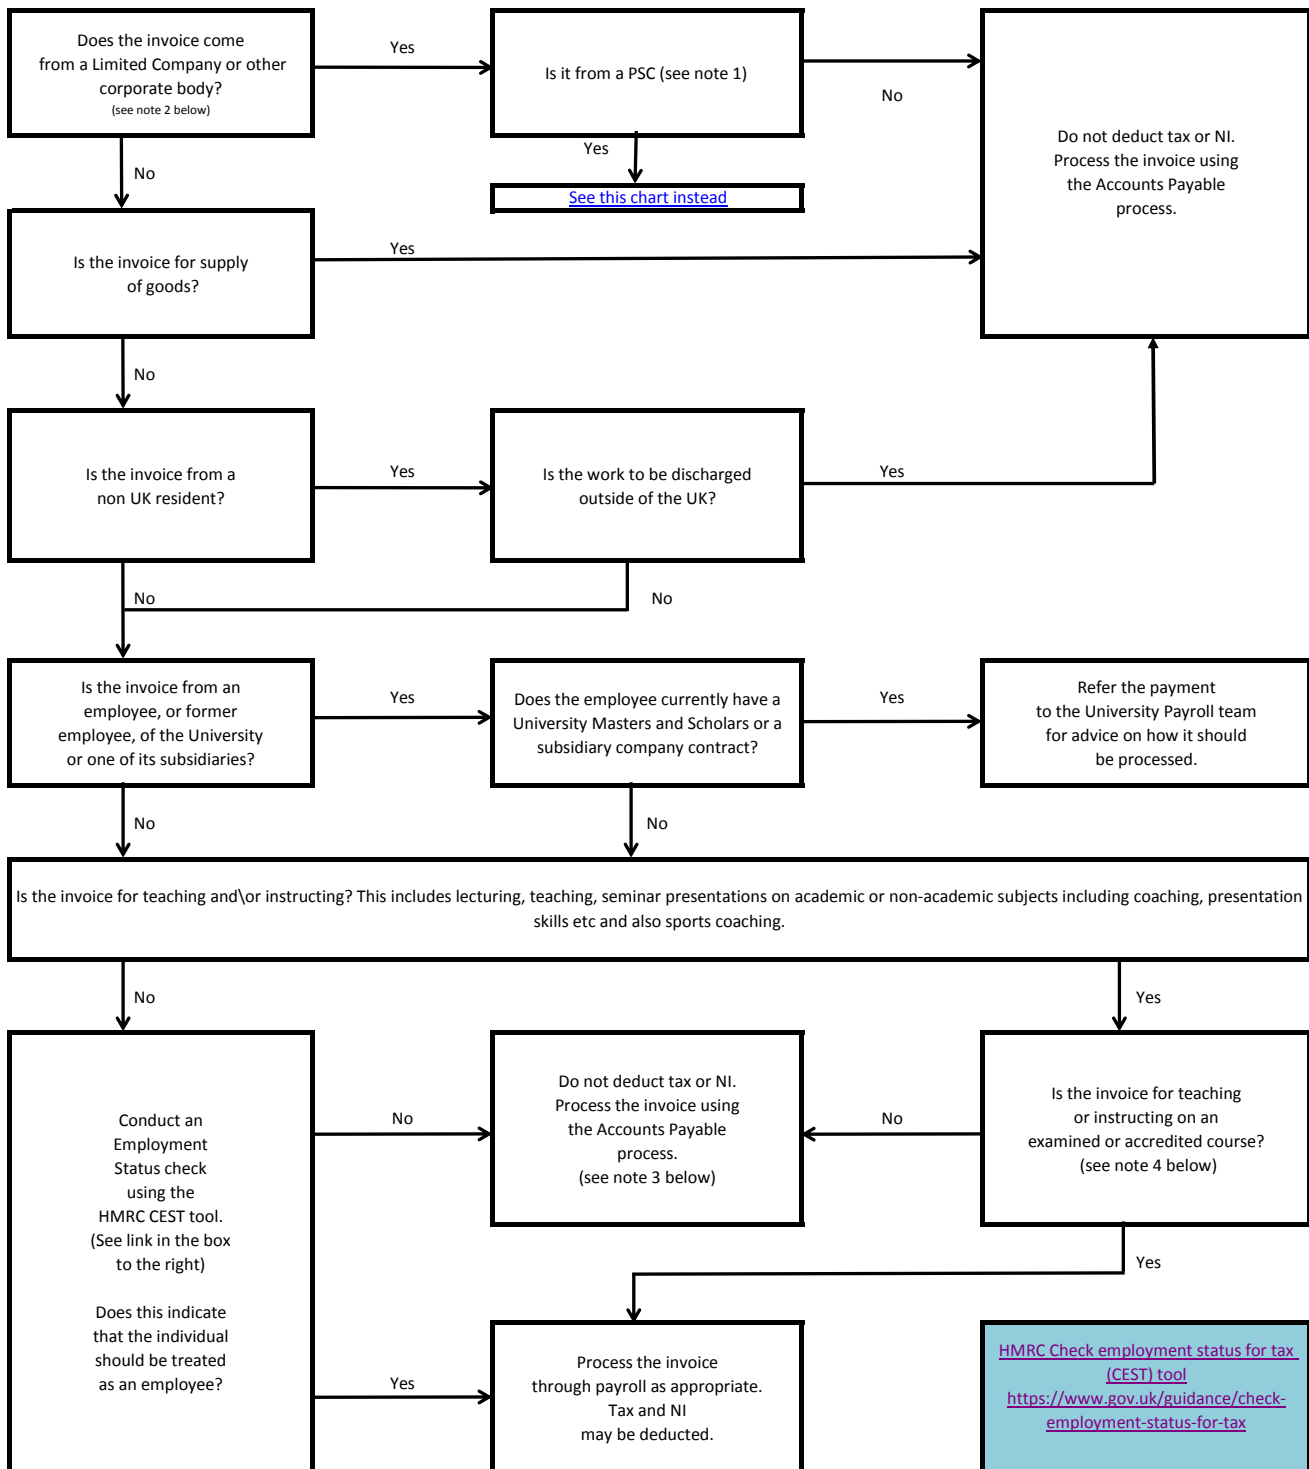 Does the invoice come
from a Limited Company or other
corporate body?
(see note 2 below)
Yes
Is it from a PSC (see note 1)
No
Do not deduct tax or NI.
Process the invoice using
the Accounts Payable
process.
Yes
See this chart instead
No
Is the invoice for supply
of goods?
Yes
No
Is the invoice from a
non UK resident?
Yes
Is the work to be discharged
outside of the UK?
Yes
No
No
Is the invoice from an
employee, or former
employee, of the University
or one of its subsidiaries?
Yes
Does the employee currently have a
University Masters and Scholars or a
subsidiary company contract?
Yes
Refer the payment
to the University Payroll team
for advice on how it should
be processed.
No
No
Is the invoice for teaching and\or instructing? This includes lecturing, teaching, seminar presentations on academic or non-academic subjects including coaching, presentation
skills etc and also sports coaching.
No
Yes
Conduct an
Employment
Status check
using the
HMRC CEST tool.
(See link in the box
to the right)
Does this indicate
that the individual
should be treated
as an employee?
No
Do not deduct tax or NI.
Process the invoice using
the Accounts Payable
process.
(see note 3 below)
No
Is the invoice for teaching
or instructing on an
examined or accredited course?
(see note 4 below)
Yes
Yes
Process the invoice
through payroll as appropriate.
Tax and NI
may be deducted.
HMRC Check employment status for tax
(CEST) tool
https://www.gov.uk/guidance/check-
employment-status-for-tax